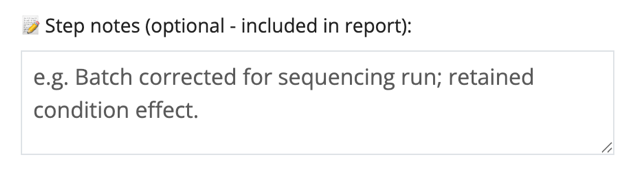 📝 Step notes (optional - included in report):
e.g. Batch corrected for sequencing run; retained
condition effect.